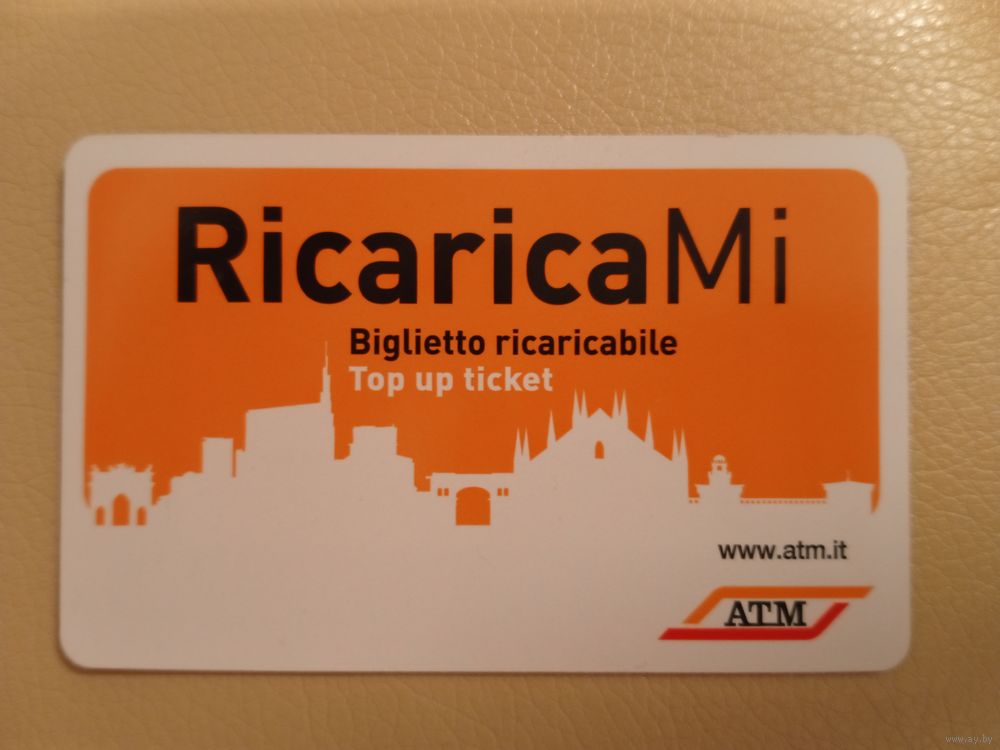 RicaricaMi
Biglietto ricaricabile
Top up ticket
www.atm.it
ATM
www.ay.by